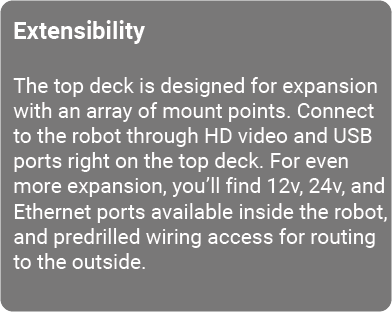 Extensibility
The top deck is designed for expansion
with an array of mount points. Connect
to the robot through HD video and USB
ports right on the top deck. For even
more expansion, you’ll find 12v, 24v, and
Ethernet ports available inside the robot,
and predrilled wiring access for routing
to the outside.